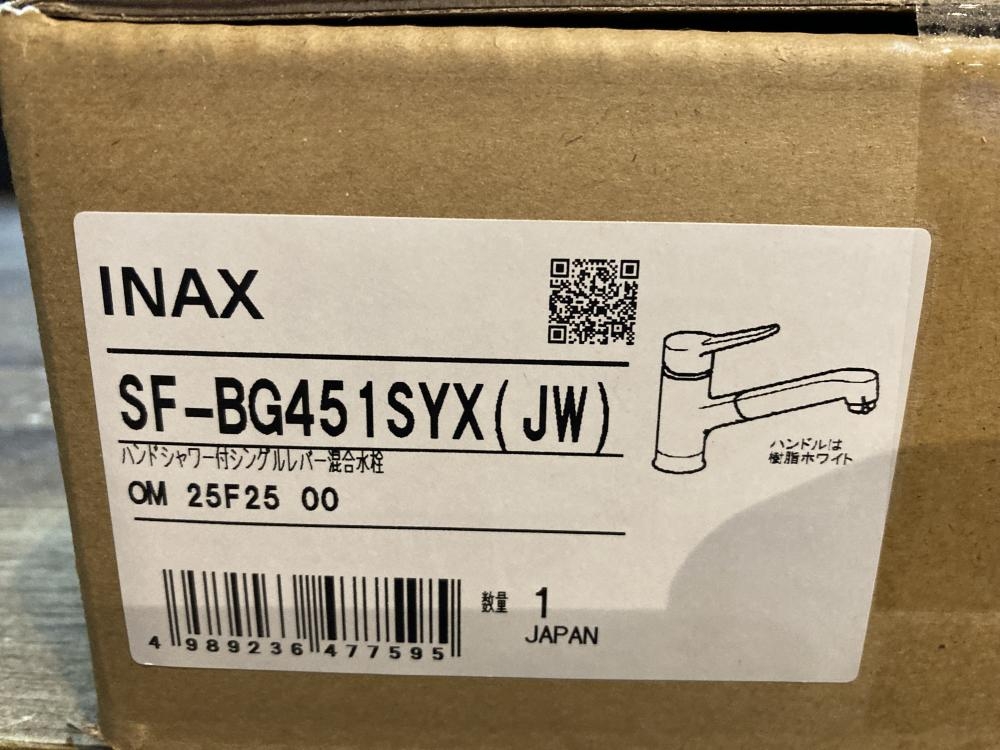 INAX
SF-BG451SYX(JW)
ハンドシャワー付シングルレバー混合水栓
OM 25F25 00
ハンドルは
樹脂ホワイト
数量 1
JAPAN
4 989236 477595